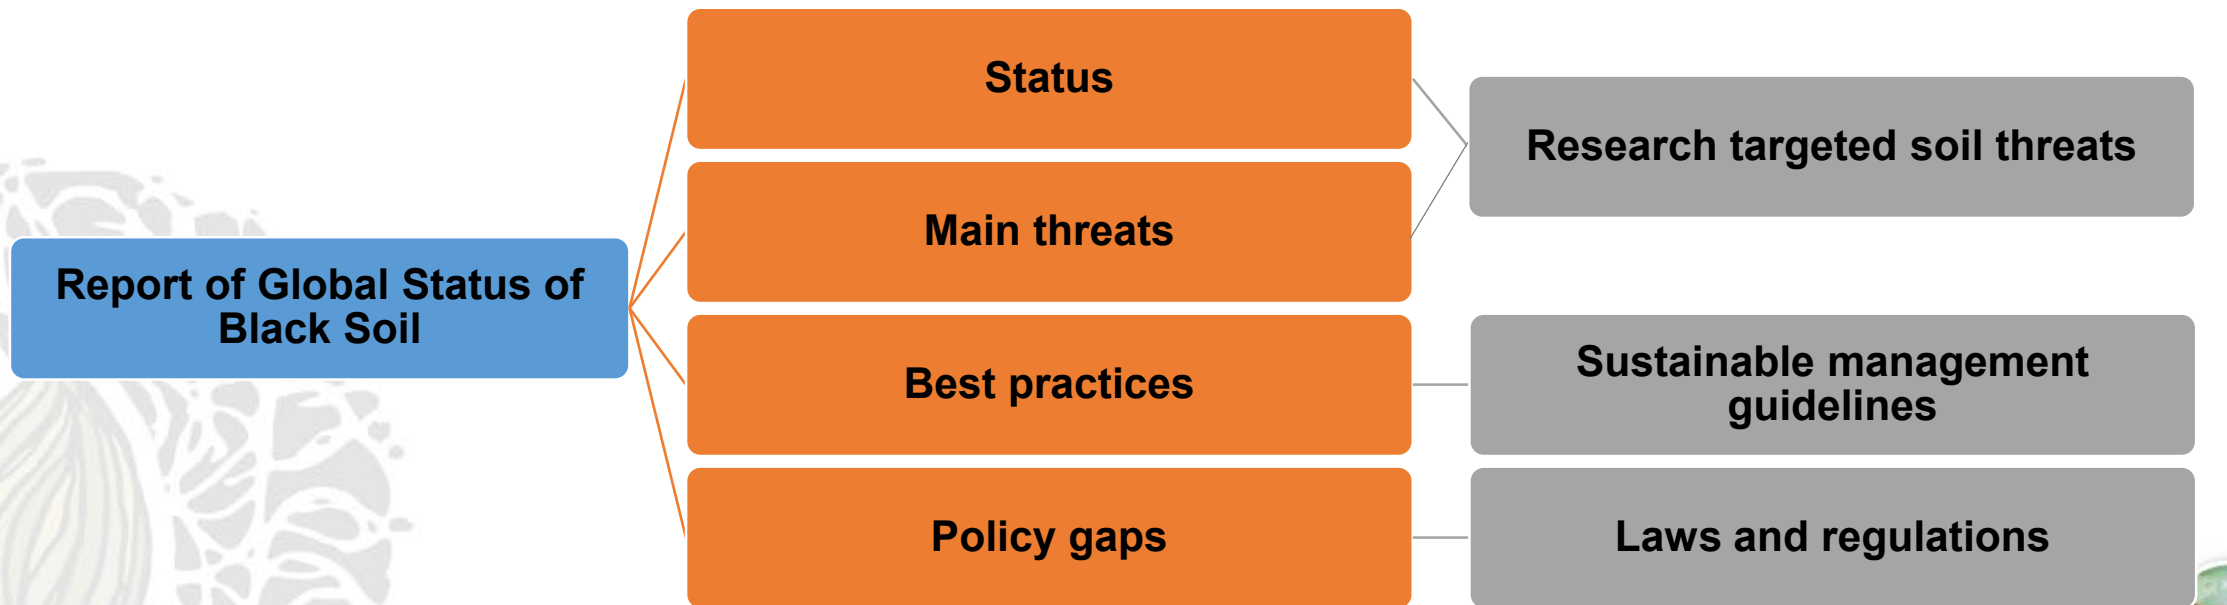 Status
Research targeted soil threats
Main threats
Report of Global Status of
Black Soil
Best practices
Sustainable management
guidelines
Policy gaps
Laws and regulations